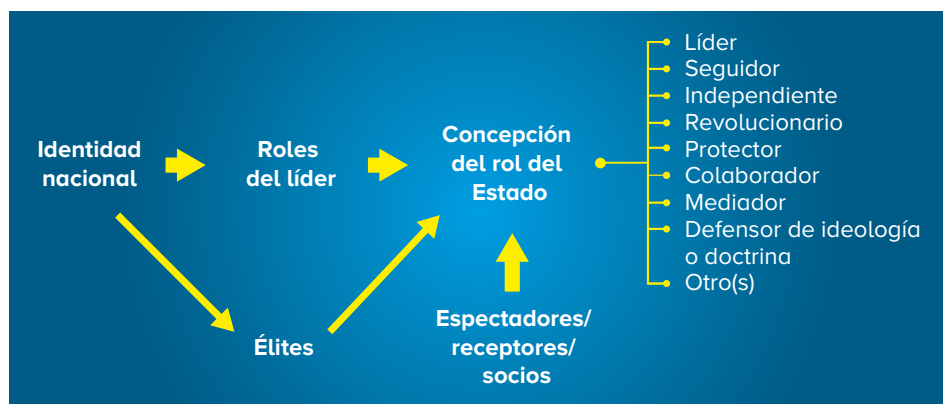 Identidad
nacional
Roles
del líder
Élites
Concepción
del rol del
Estado
Espectadores/
receptores/
socios
Líder
Seguidor
Independiente
Revolucionario
Protector
Colaborador
Mediador
Defensor de ideología
o doctrina
Otro(s)